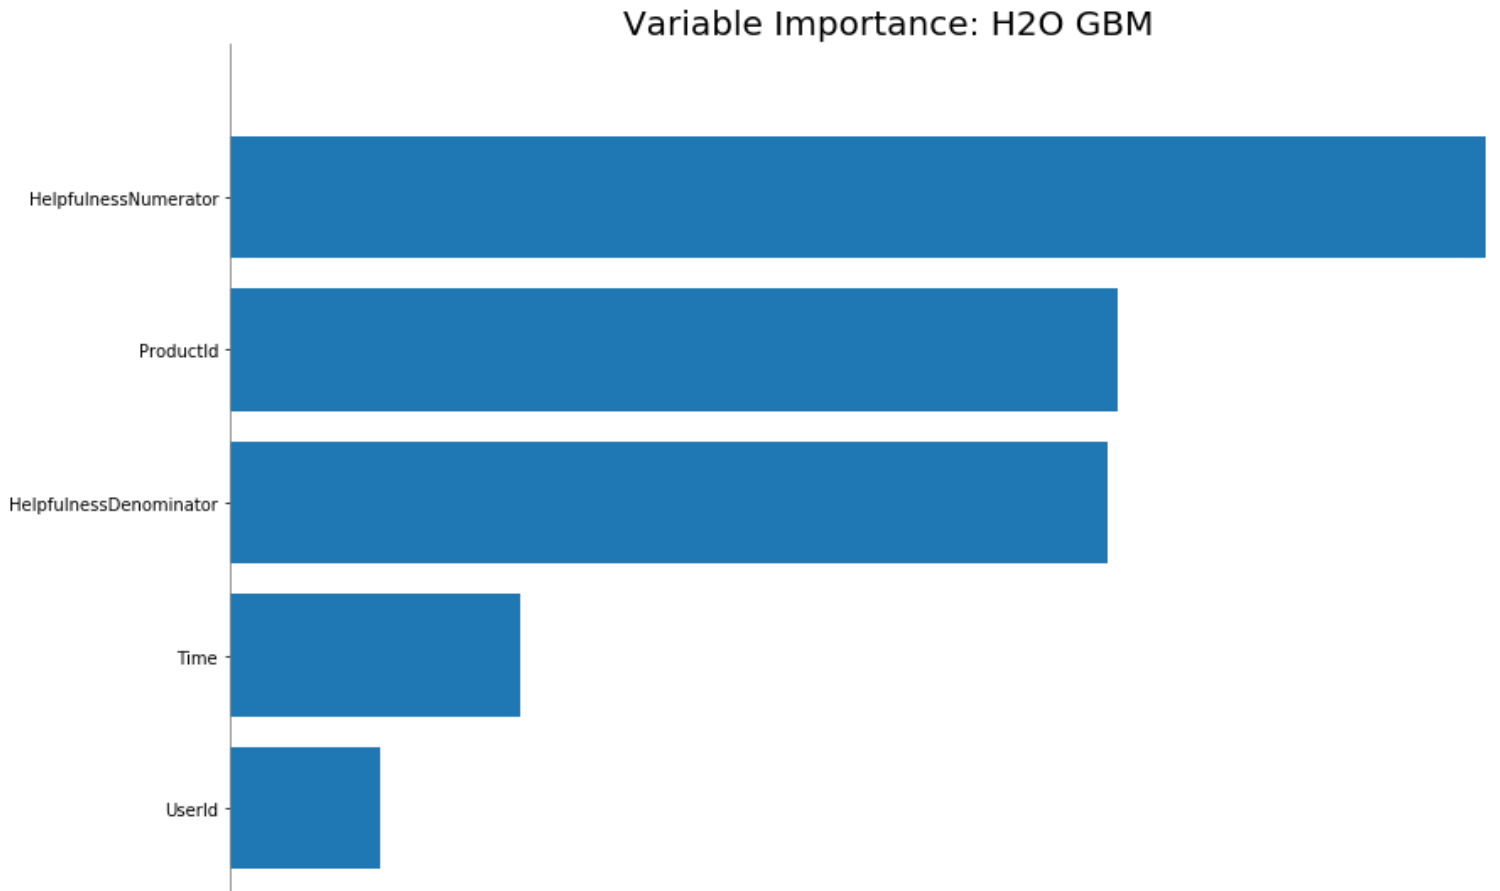 Variable Importance: H2O GBM
HelpfulnessNumerator
ProductId
HelpfulnessDenominator
Time
UserId